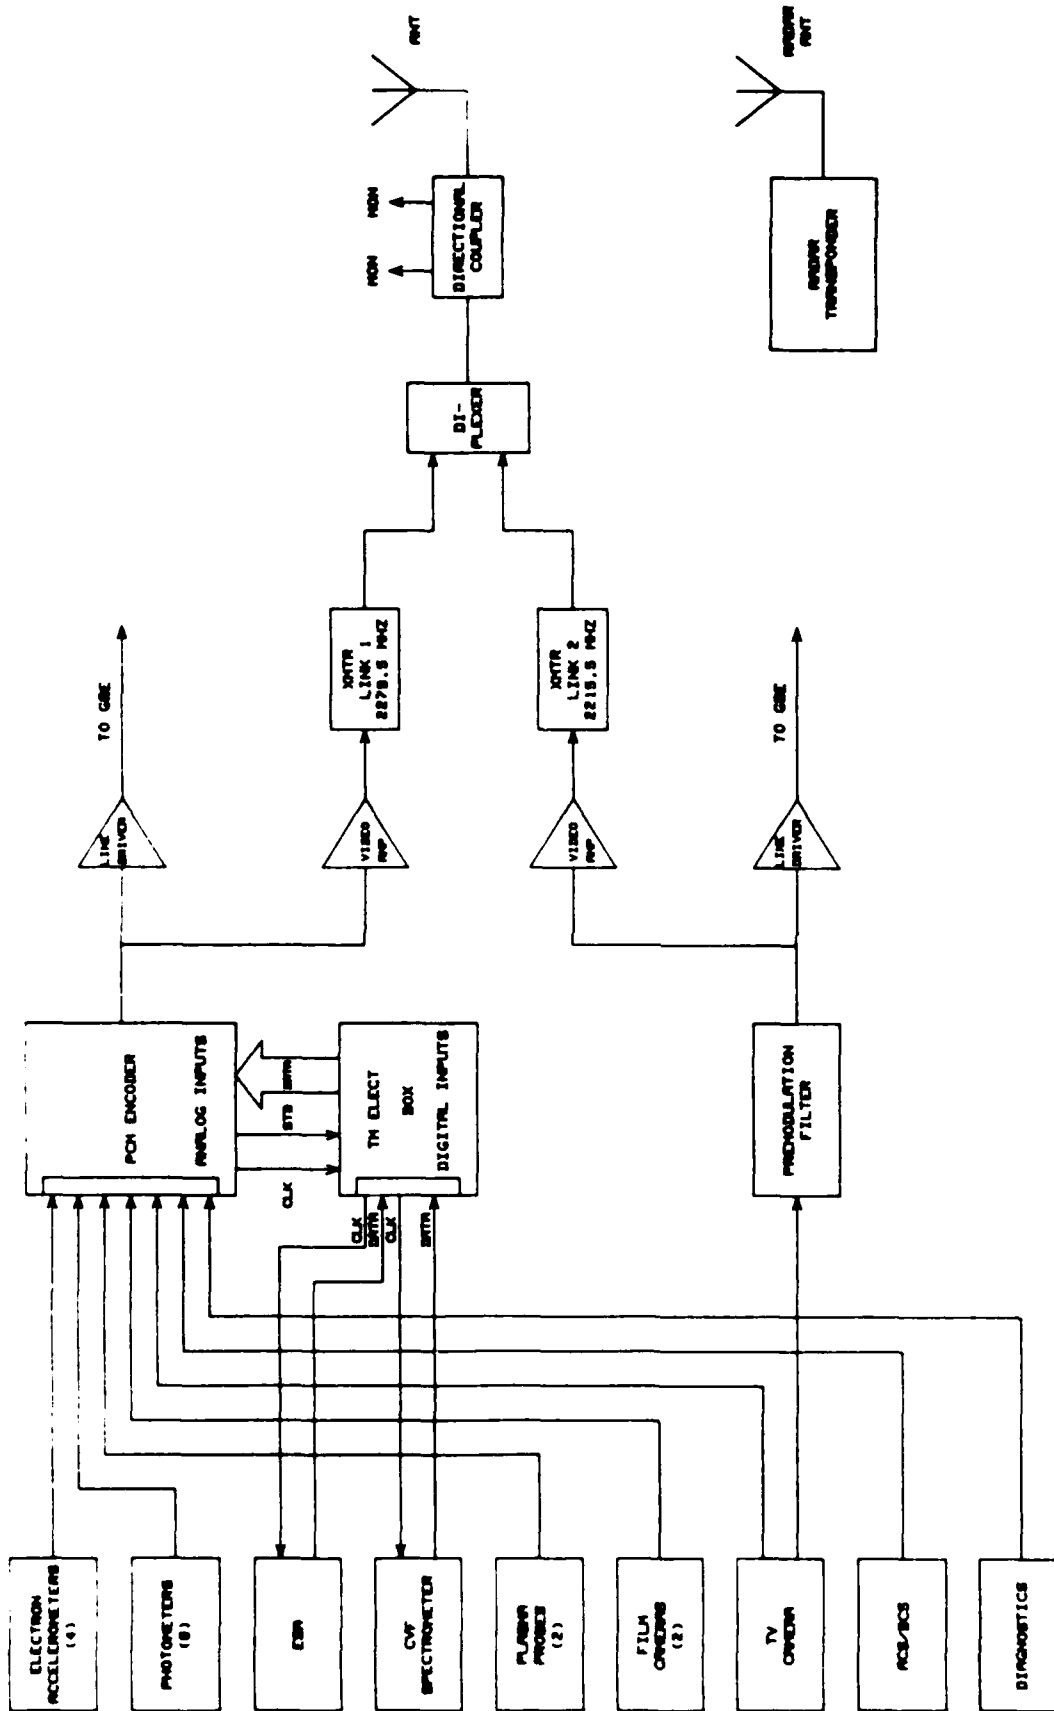 ELECTRON
ACCELEROMETERS
(4)
PHOTOMETERS
(8)
ESA
CVF
SPECTROMETER
PLASMA
PROBES
(2)
FILM
CAMERAS
(2)
TV
CAMERA
ACS/BCS
DIAGNOSTICS
PCM ENCODER
ANALOG INPUTS
CLK
STB
DATA
TM ELECT
BOX
DIGITAL INPUTS
CLK
DATA
CLK
DATA
PREMODULATION
FILTER
LINE
DRIVER
TO GSE
VIDEO
AMP
VIDEO
AMP
LINE
DRIVER
TO GSE
XMTR
LINK 1
2279.5 MHZ
XMTR
LINK 2
2215.5 MHZ
DI-
PLEXER
DIRECTIONAL
COUPLER
MON
MON
ANT
RADAR
TRANSPONDER
RADAR
ANT